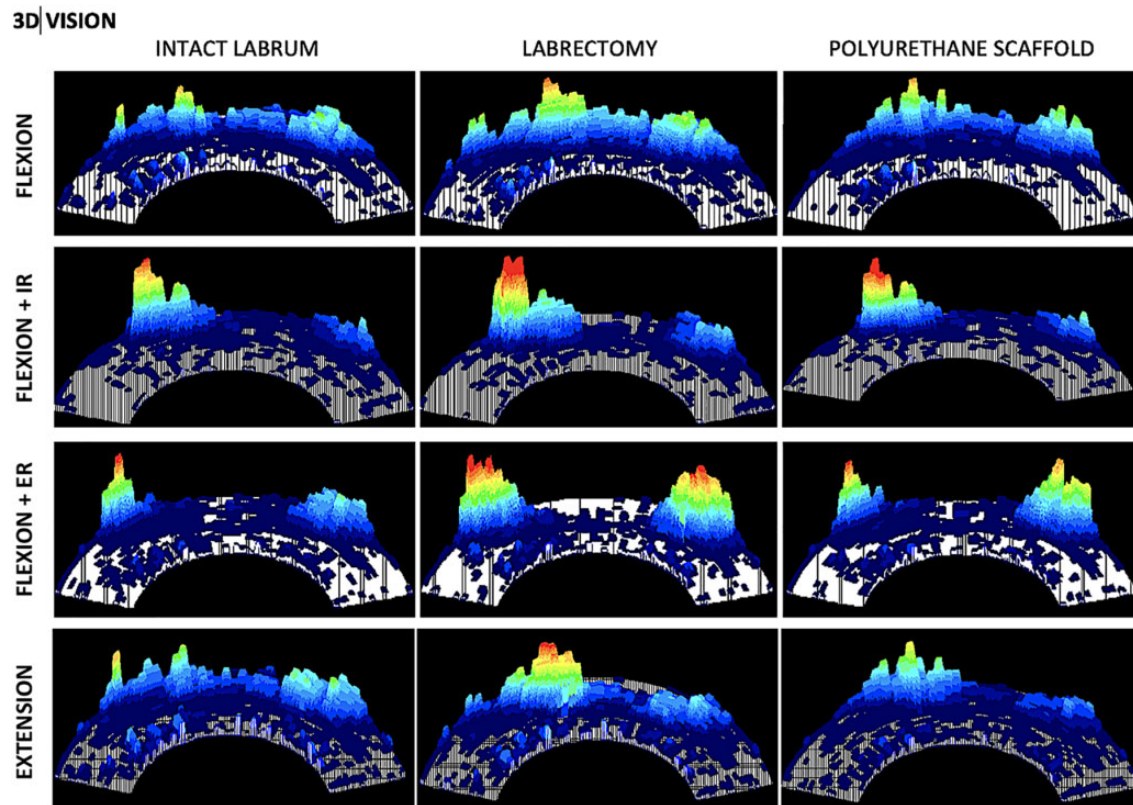 3D VISION
INTACT LABRUM LABRECTOMY POLYURETHANE SCAFFOLD
FLEXION
FLEXION + IR
FLEXION + ER
EXTENSION